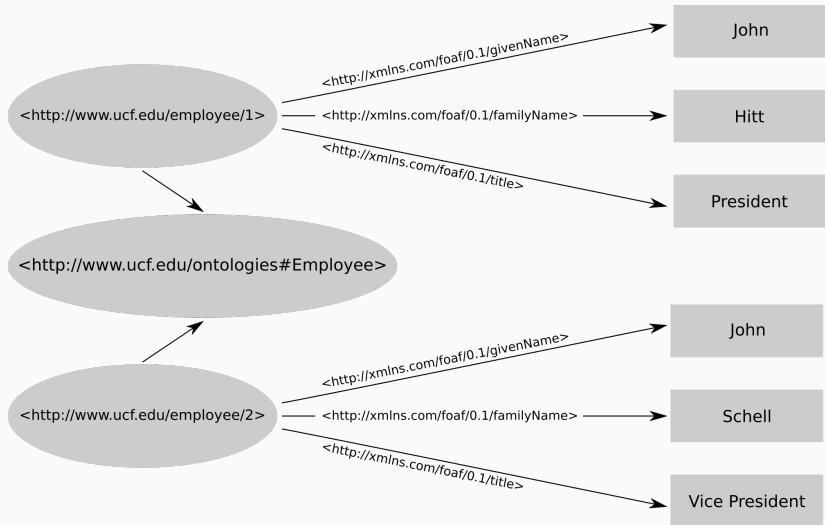 <http://xmlns.com/foaf/0.1/givenName>
John
<http://www.ucf.edu/employee/1>
<http://xmlns.com/foaf/0.1/familyName>
Hitt
<http://xmlns.com/foaf/0.1/title>
President
<http://www.ucf.edu/ontologies#Employee>
<http://xmlns.com/foaf/0.1/givenName>
John
<http://www.ucf.edu/employee/2>
<http://xmlns.com/foaf/0.1/familyName>
Schell
<http://xmlns.com/foaf/0.1/title>
Vice President